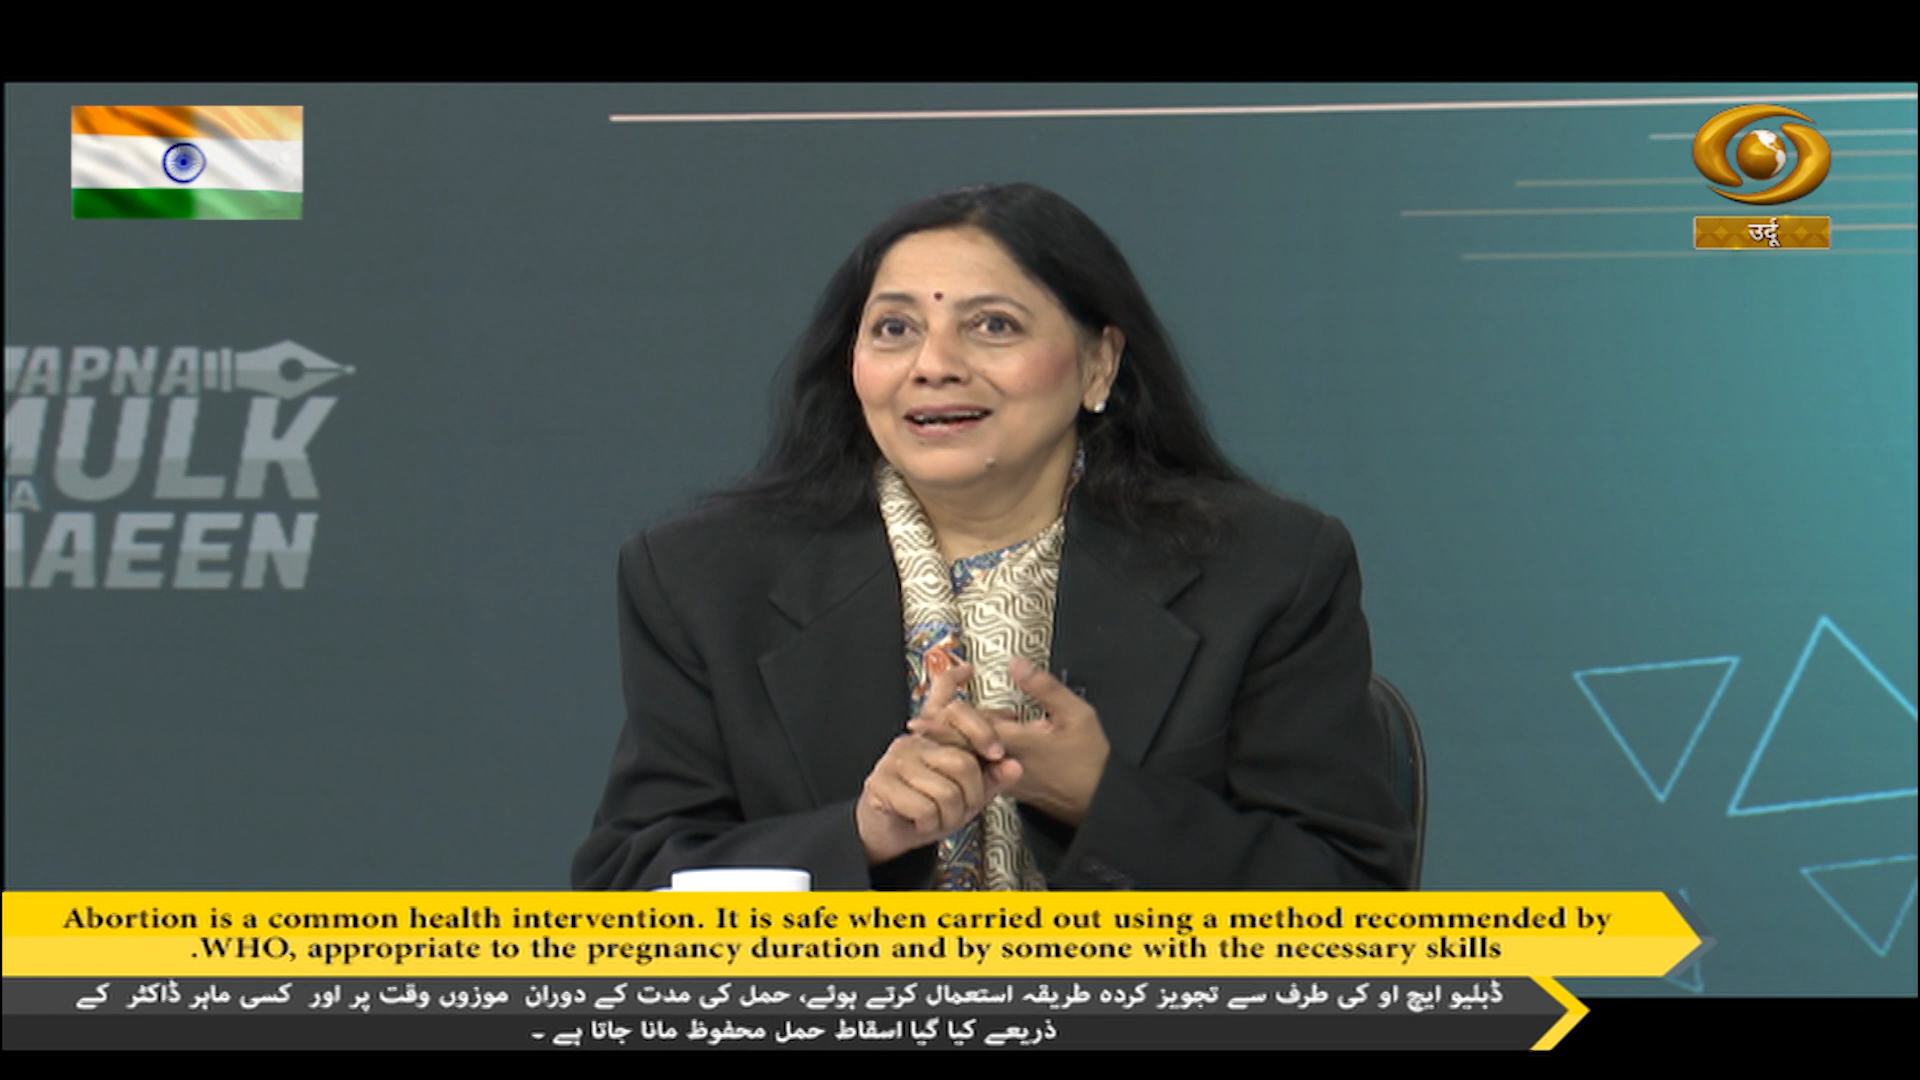 उर्दू
APNA
MULK
AAEEN
Abortion is a common health intervention. It is safe when carried out using a method recommended by
.WHO, appropriate to the pregnancy duration and by someone with the necessary skills
ڈبلیو ایچ او کی طرف سے تجویز کردہ طریقہ استعمال کرتے ہوئے، حمل کی مدت کے دوران موزوں وقت پر اور کسی ماہر ڈاکٹر کے
ذریعے کیا گیا اسقاط حمل محفوظ مانا جاتا ہے ۔